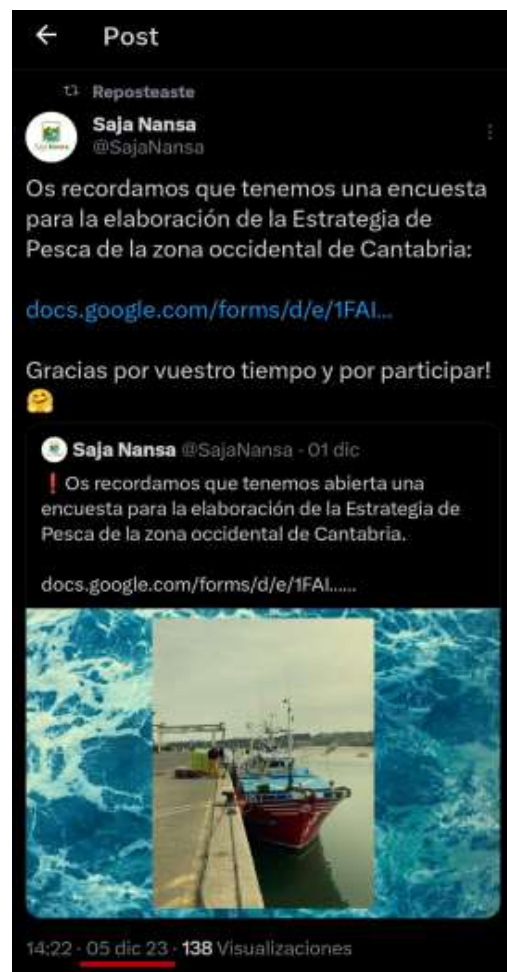 Post
Reposteaste
Saja Nansa
@SajaNansa
Os recordamos que tenemos una encuesta
para la elaboración de la Estrategia de
Pesca de la zona occidental de Cantabria:
docs.google.com/forms/d/e/1FAI...
Gracias por vuestro tiempo y por participar!
🤗
Saja Nansa @SajaNansa · 01 dic
❗ Os recordamos que tenemos abierta una
encuesta para la elaboración de la Estrategia de
Pesca de la zona occidental de Cantabria.
docs.google.com/forms/d/e/1FAI......
14:22 · 05 dic 23 · 138 Visualizaciones